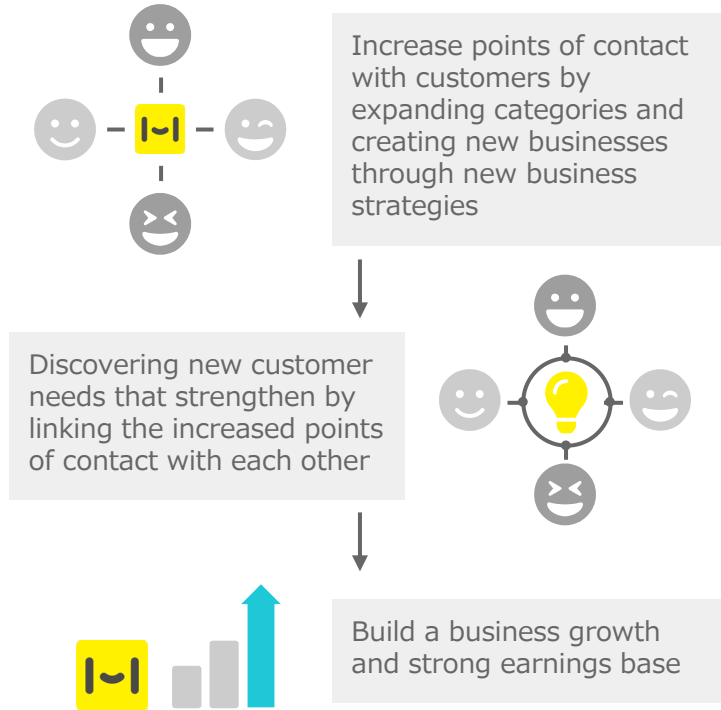 Increase points of contact
with customers by
expanding categories and
creating new businesses
through new business
strategies
Discovering new customer
needs that strengthen by
linking the increased points
of contact with each other
Build a business growth
and strong earnings base